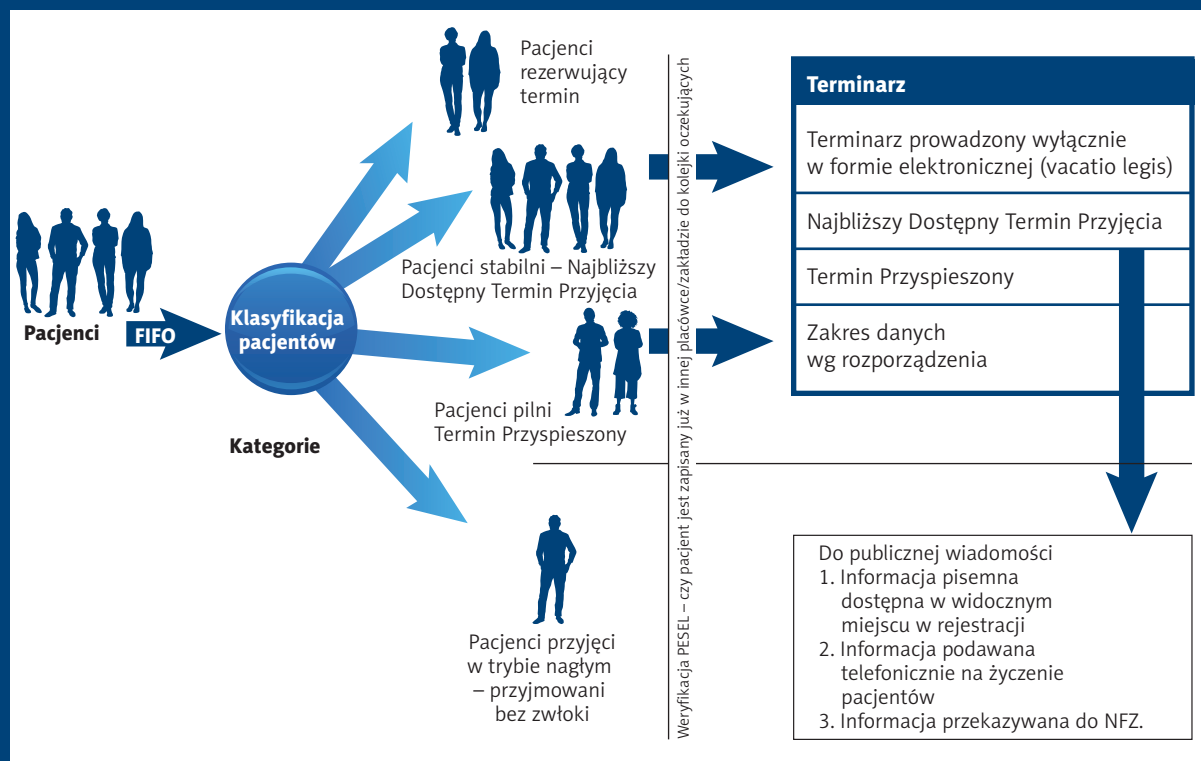 Pacjenci
FIFO
Klasyfikacja
pacjentów
Kategorie
Pacjenci
rezerwujący
termin
Pacjenci stabilni – Najbliższy
Dostępny Termin Przyjęcia
Pacjenci pilni
Termin Przyspieszony
Pacjenci przyjęci
w trybie nagłym
– przyjmowani
bez zwłoki
Weryfikacja PESEL – czy pacjent jest zapisany już w innej placówce/zakładzie do kolejki oczekujących
Terminarz
Terminarz prowadzony wyłącznie
w formie elektronicznej (vacatio legis)
Najbliższy Dostępny Termin Przyjęcia
Termin Przyspieszony
Zakres danych
wg rozporządzenia
Do publicznej wiadomości
1. Informacja pisemna
dostępna w widocznym
miejscu w rejestracji
2. Informacja podawana
telefonicznie na życzenie
pacjentów
3. Informacja przekazywana do NFZ.